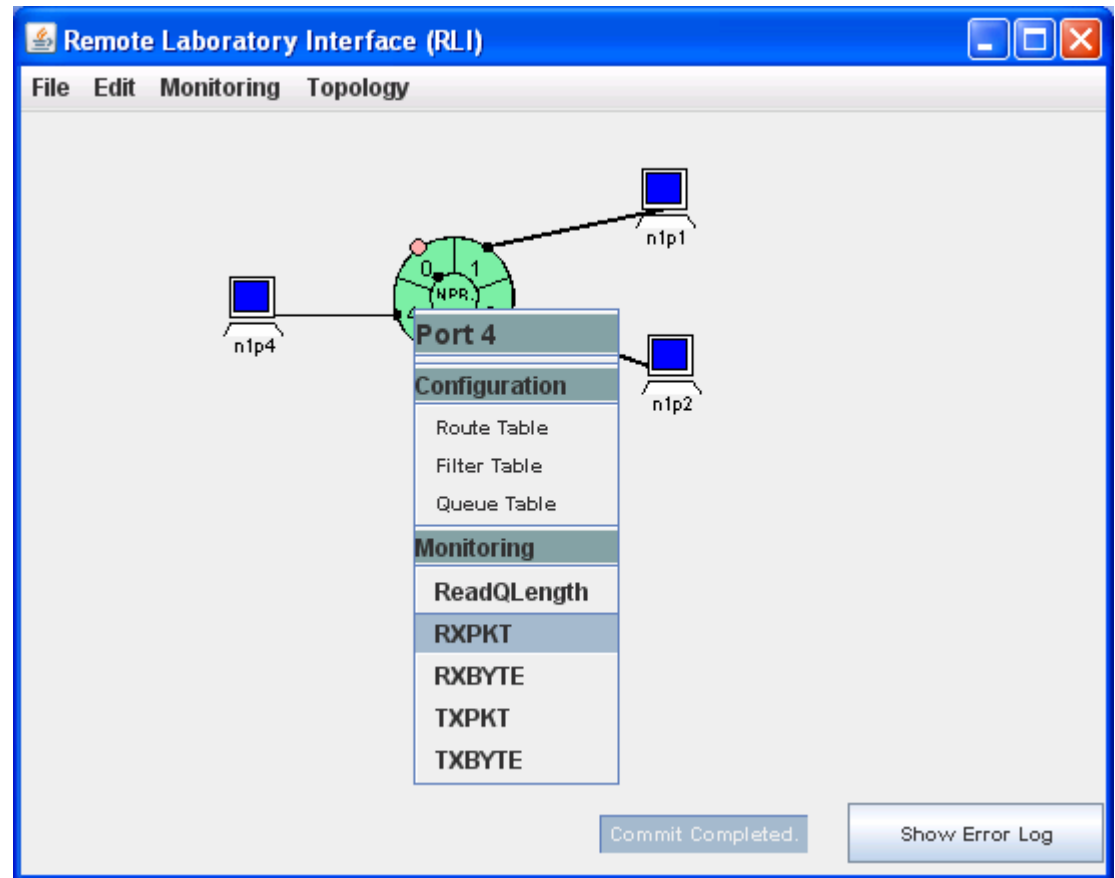 Remote Laboratory Interface (RLI)
File Edit Monitoring Topology
n1p1
0 1
NPR.
4
n1p4
n1p2
Port 4
Configuration
Route Table
Filter Table
Queue Table
Monitoring
ReadQLength
RXPKT
RXBYTE
TXPKT
TXBYTE
Commit Completed.
Show Error Log